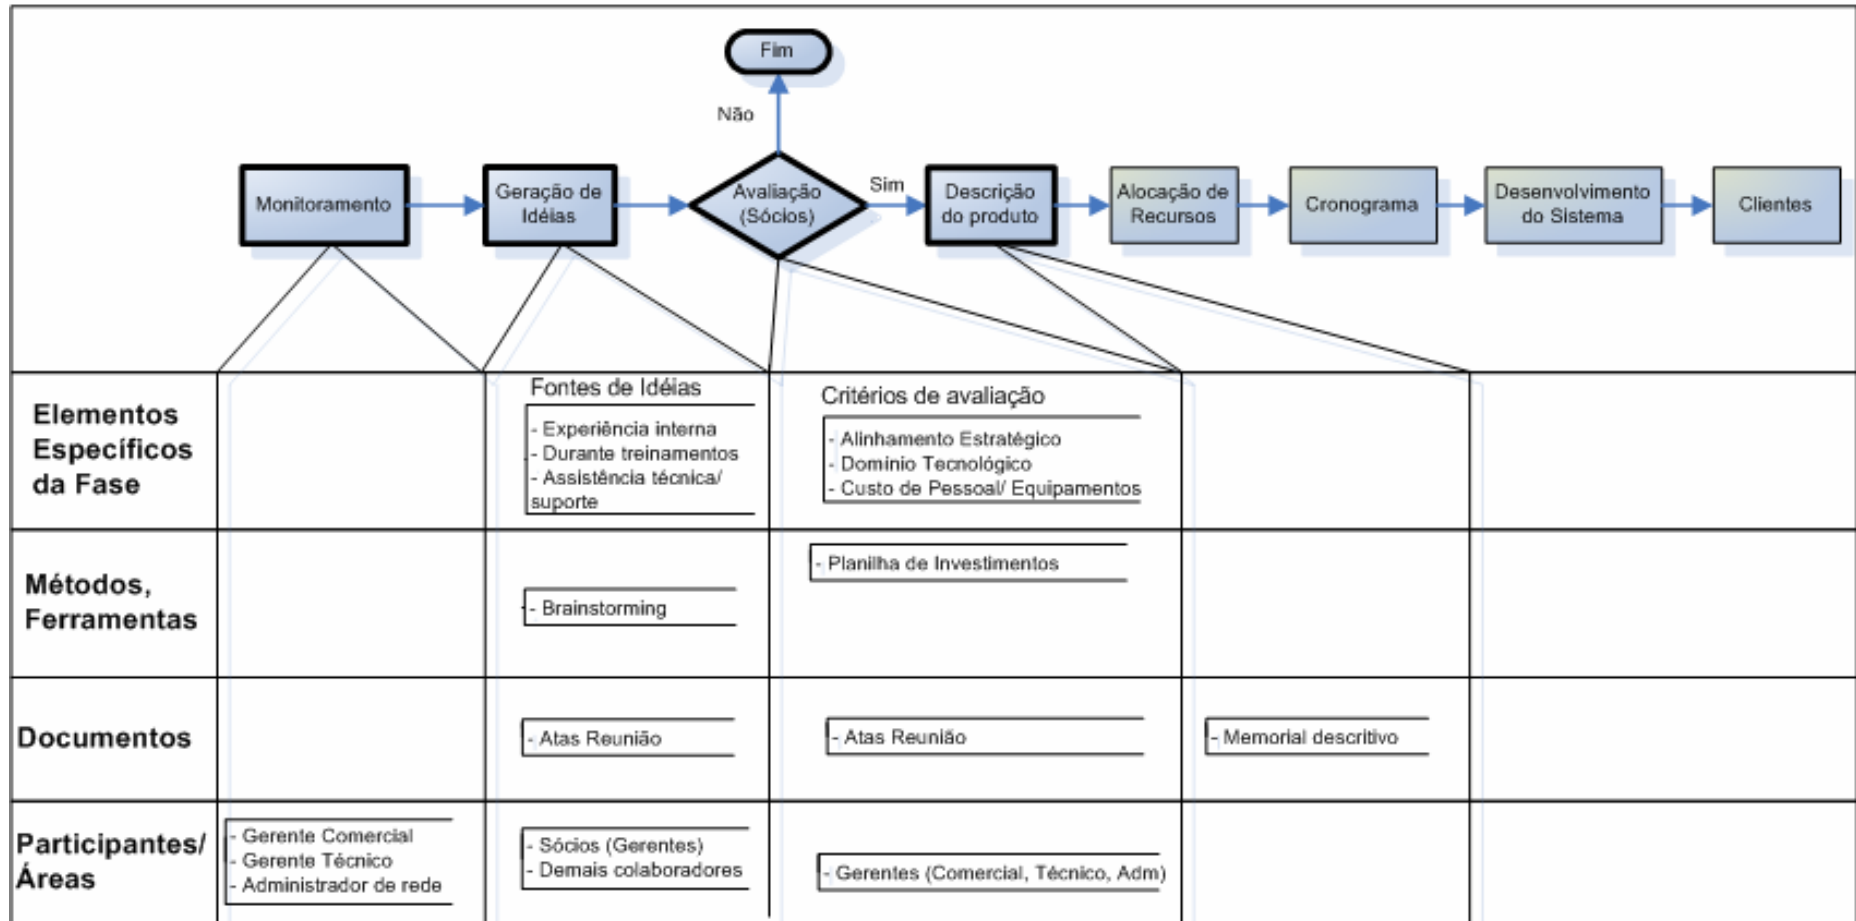 Fim
Não
Monitoramento
Geração de
Idéias
Avaliação
(Sócios)
Sim
Descrição
do produto
Alocação de
Recursos
Cronograma
Desenvolvimento
do Sistema
Clientes
Elementos
Específicos
da Fase
Fontes de Idéias
- Experiência interna
- Durante treinamentos
- Assistência técnica/
suporte
Critérios de avaliação
- Alinhamento Estratégico
- Domínio Tecnológico
- Custo de Pessoal/ Equipamentos
Métodos,
Ferramentas
- Brainstorming
- Planilha de Investimentos
Documentos
- Atas Reunião
- Atas Reunião
- Memorial descritivo
Participantes/
Áreas
- Gerente Comercial
- Gerente Técnico
- Administrador de rede
- Sócios (Gerentes)
- Demais colaboradores
- Gerentes (Comercial, Técnico, Adm)